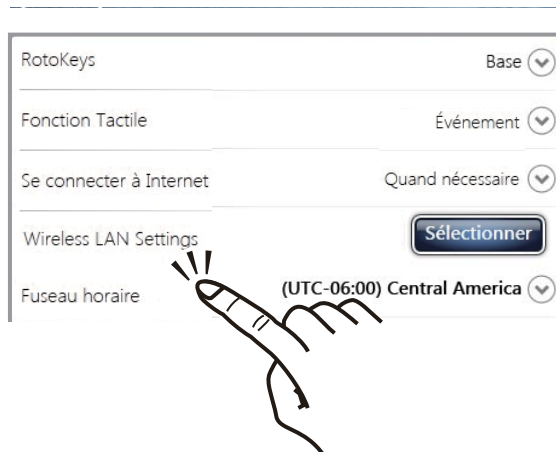 RotoKeys Base
Fonction Tactile Événement
Se connecter à Internet Quand nécessaire
Wireless LAN Settings Sélectionner
Fuseau horaire (UTC-06:00) Central America